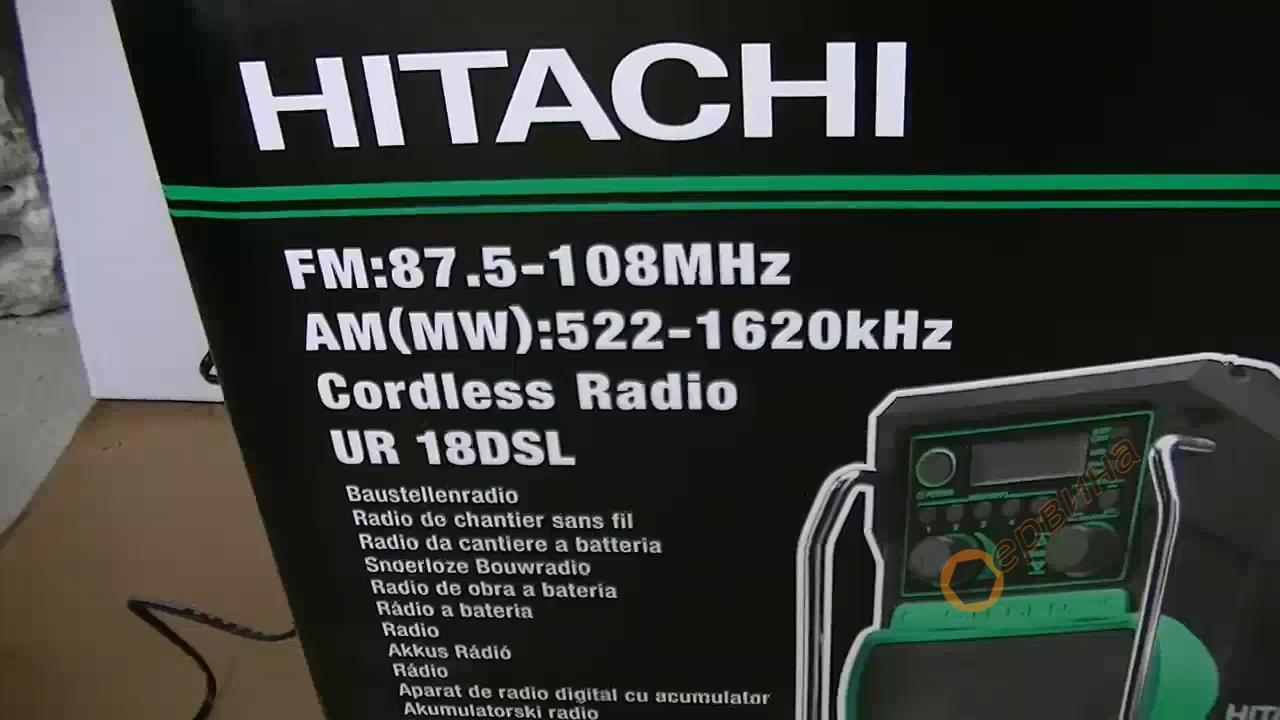 HITACHI
FM:87.5-108MHz
AM(MW):522-1620kHz
Cordless Radio
UR 18DSL
Baustellenradio
Radio de chantier sans fil
Radio da cantiere a batteria
Snoerloze Bouwradio
Radio de obra a bateria
Rádio a bateria
Radio
Akkus Rádió
Rádio
Aparat de radio digital cu acumulator
Akumulatorski radio
ервина
HITAC